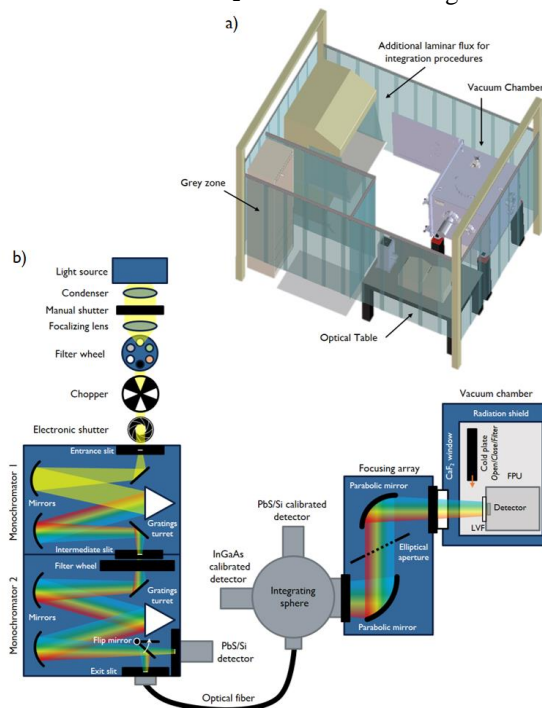 a)
Additional laminar flux for
integration procedures
Vacuum Chamber
Grey zone
Optical Table
b)
Light source
Condenser
Manual shutter
Focalizing lens
Filter wheel
Chopper
Electronic shutter
Entrance slit
Monochromator 1
Mirrors
Gratings
turret
Intermediate slit
Filter wheel
Monochromator 2
Mirrors
Gratings
turret
Flip mirror
Exit slit
PbS/Si
detector
Optical fiber
PbS/Si calibrated
detector
InGaAs
calibrated
detector
Integrating
sphere
Focusing array
Parabolic mirror
Elliptical
aperture
Parabolic mirror
Vacuum chamber
Radiation shield
CaF₂ window
Cold plate
Open/Close/Filter
FPU
Detector
LVF